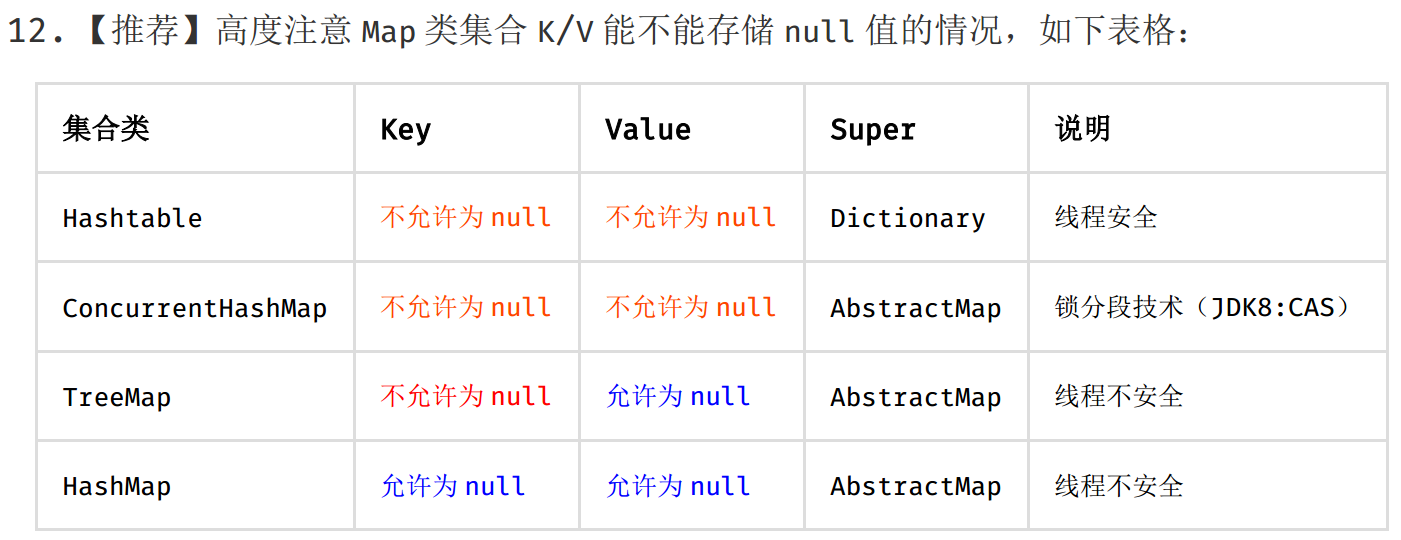 12.【推荐】高度注意 Map 类集合 K/V 能不能存储 null 值的情况，如下表格：
集合类 Key Value Super 说明
Hashtable 不允许为 null 不允许为 null Dictionary 线程安全
ConcurrentHashMap 不允许为 null 不允许为 null AbstractMap 锁分段技术（JDK8:CAS）
TreeMap 不允许为 null 允许为 null AbstractMap 线程不安全
HashMap 允许为 null 允许为 null AbstractMap 线程不安全